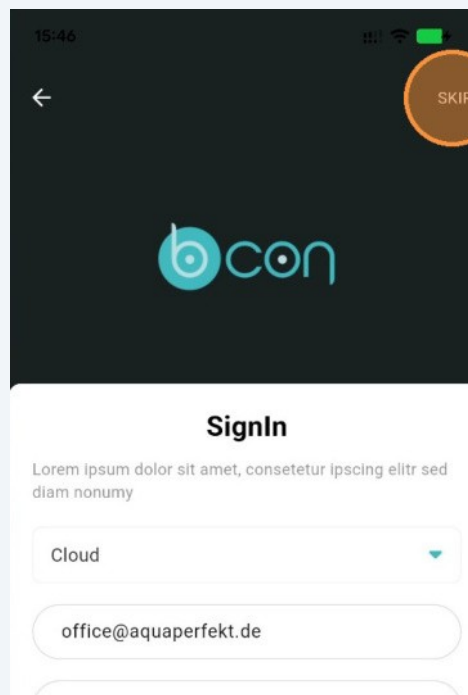 15:46
SKIP
bcon
SignIn
Lorem ipsum dolor sit amet, consetetur ipscing elitr sed
diam nonumy
Cloud
office@aquaperfekt.de